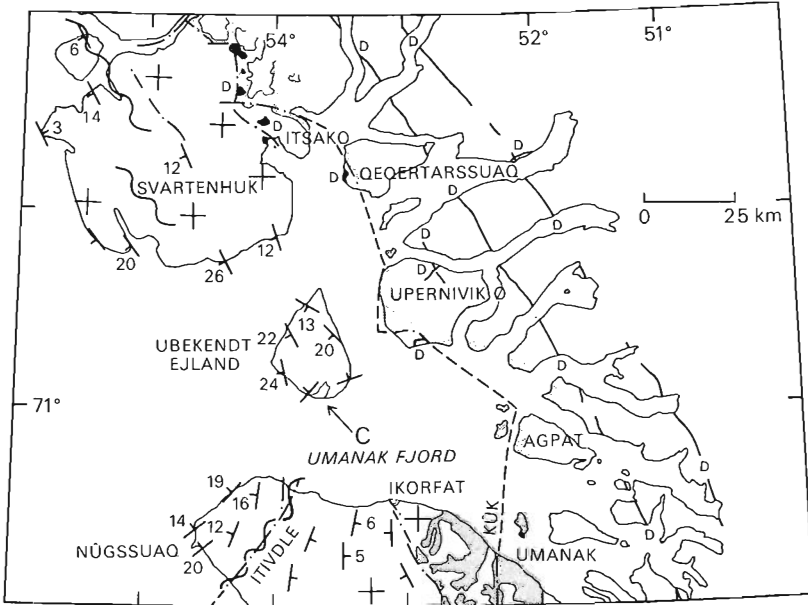 54°
52°
51°
6
D
D
14
D
D
3
ITSAKO
D
12
QEQERTARSSUAQ
D
SVARTENHUK
D
0 25 km
D
D
12
20
26
D
UPERNIVIK Ø
13
22
20
UBEKENDT
EJLAND
D
24
D
71°
C
AGPAT
UMANAK FJORD
D
19
16
IKORFAT
14
12
6
KÛK
D
NÛGSSUAQ
20
ITIVDLE
5
UMANAK